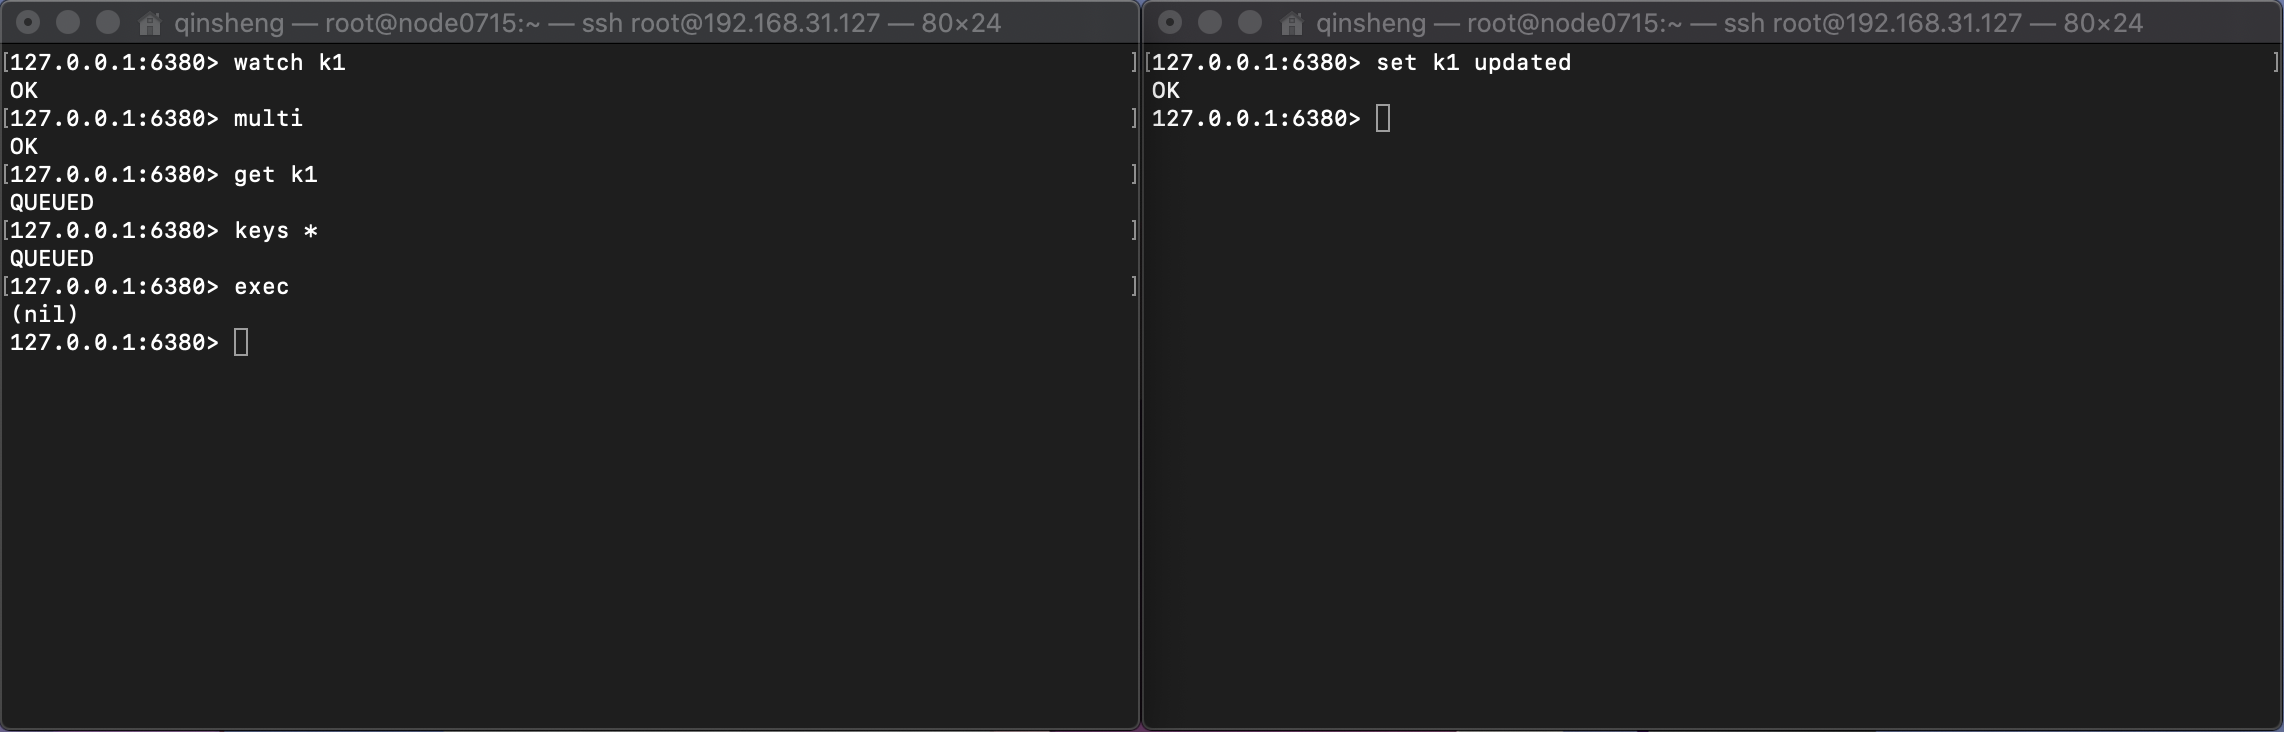 qinsheng — root@node0715:~ — ssh root@192.168.31.127 — 80×24
[127.0.0.1:6380> watch k1 ]
OK
[127.0.0.1:6380> multi ]
OK
[127.0.0.1:6380> get k1 ]
QUEUED
[127.0.0.1:6380> keys * ]
QUEUED
[127.0.0.1:6380> exec ]
(nil)
127.0.0.1:6380>
qinsheng — root@node0715:~ — ssh root@192.168.31.127 — 80×24
[127.0.0.1:6380> set k1 updated ]
OK
127.0.0.1:6380>